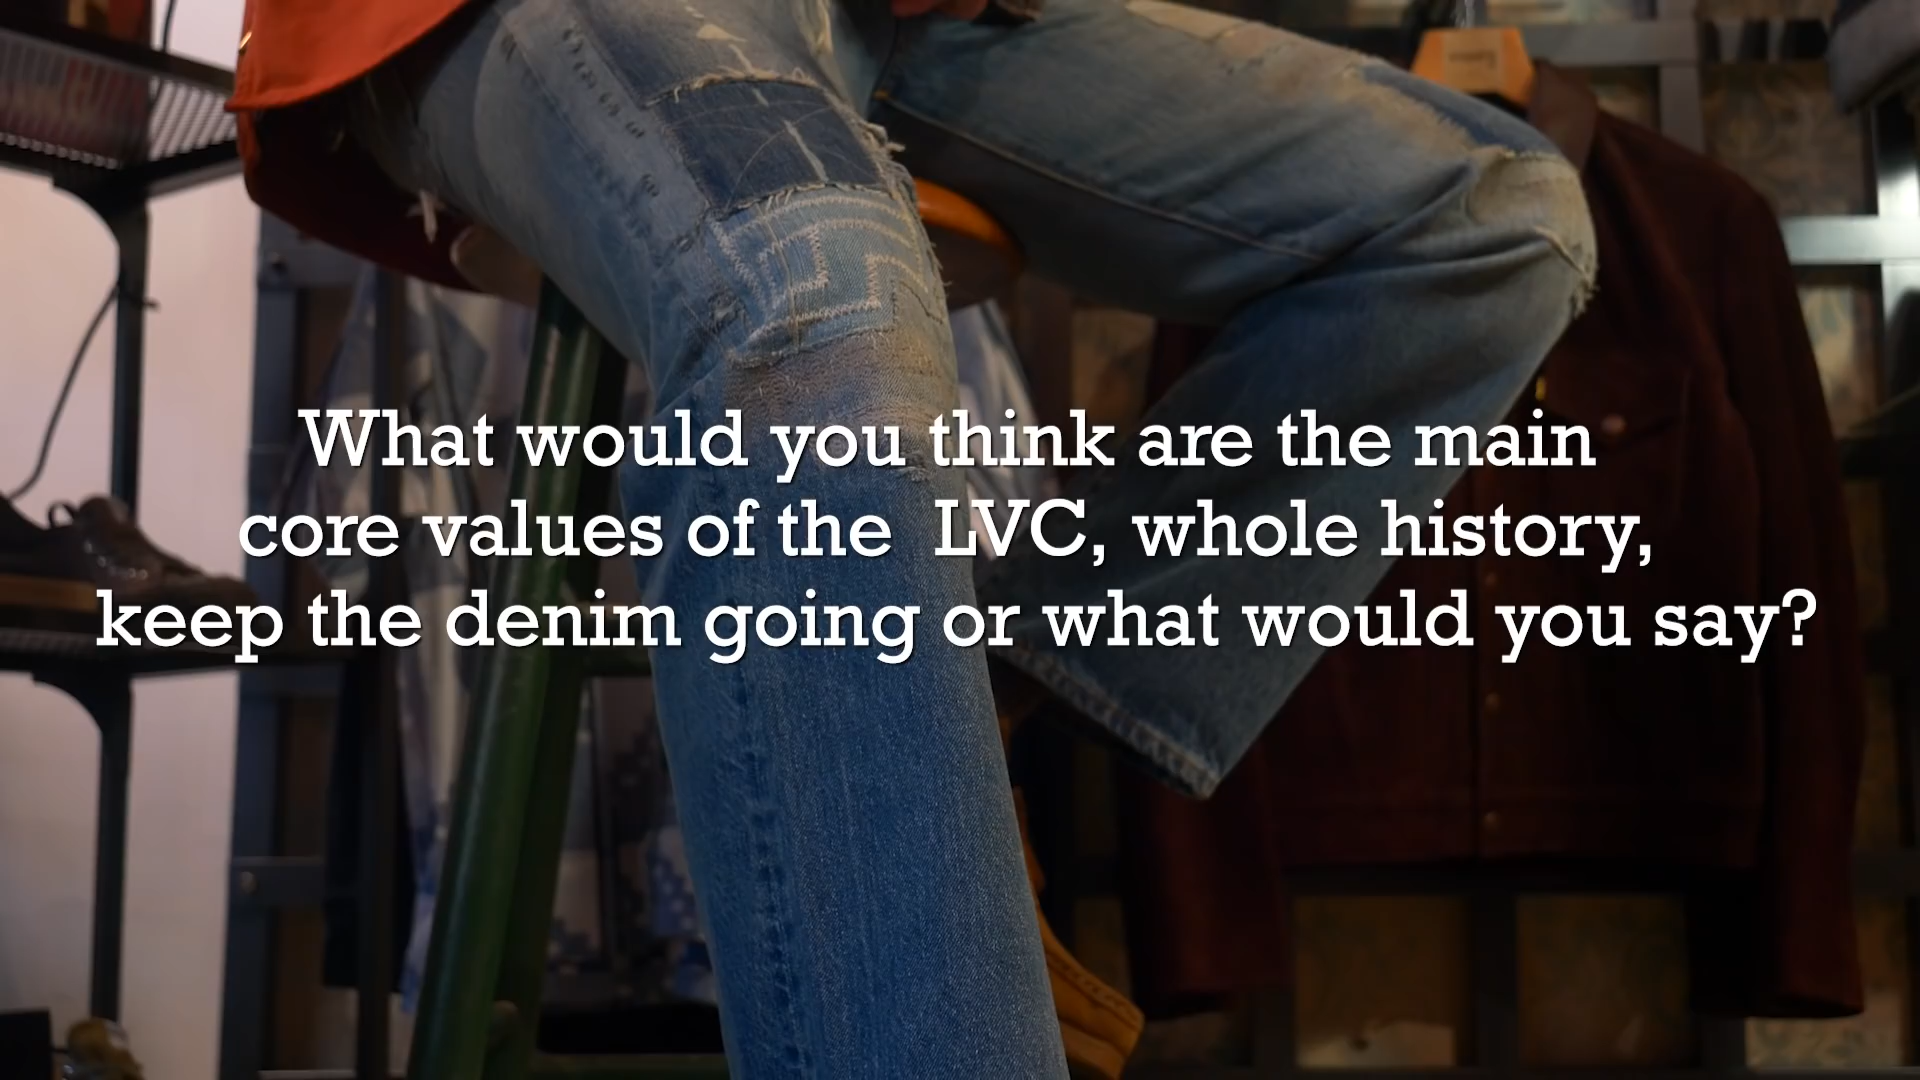 What would you think are the main
core values of the LVC, whole history,
keep the denim going or what would you say?